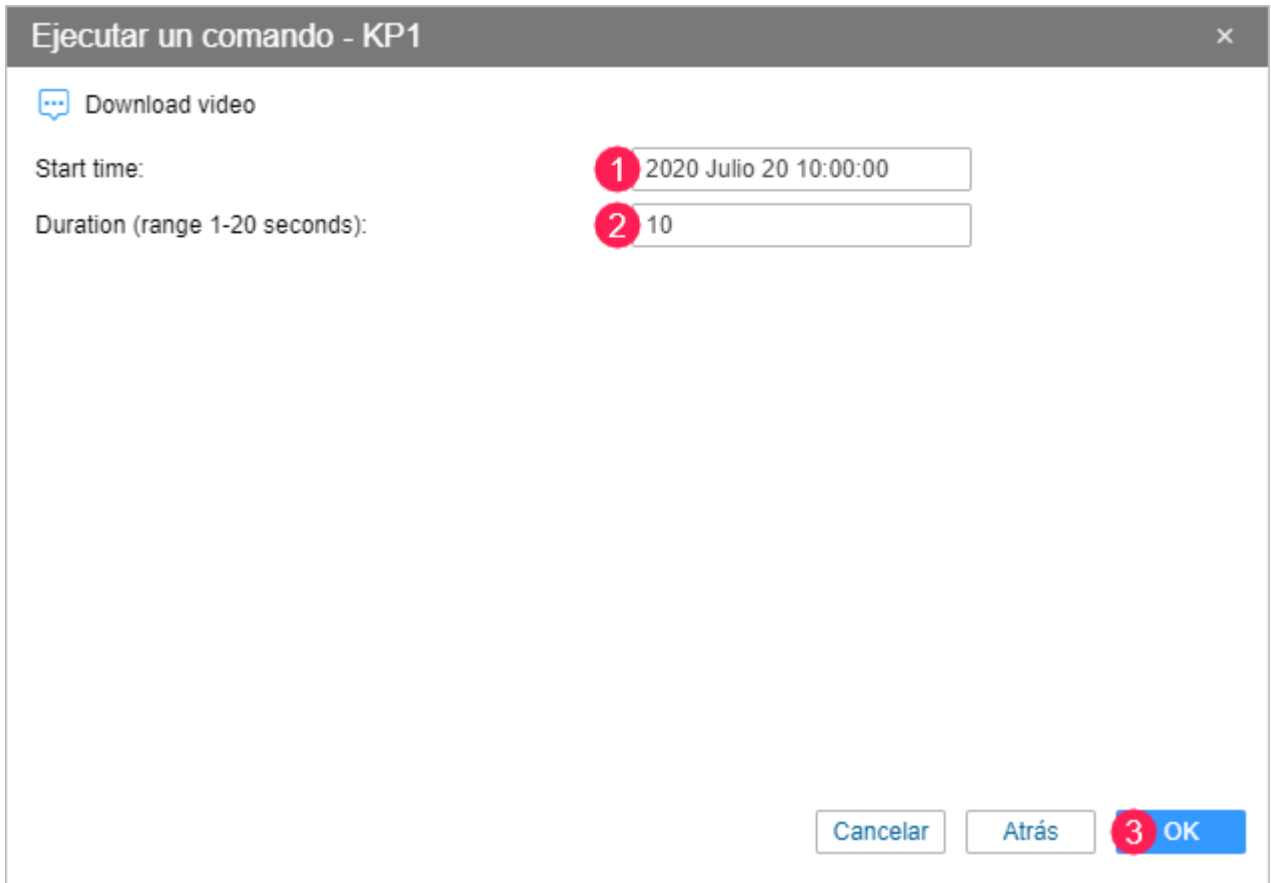 Ejecutar un comando - KP1 ×
Download video
Start time: 1 2020 Julio 20 10:00:00
Duration (range 1-20 seconds): 2 10
Cancelar Atrás 3 OK